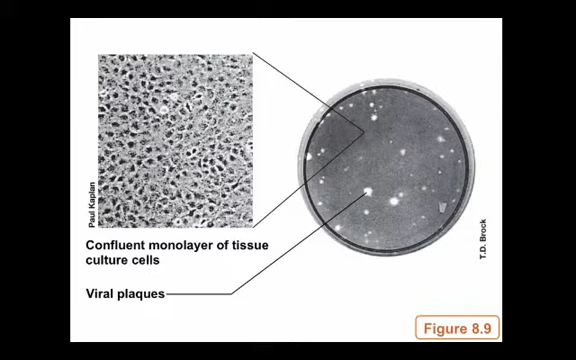 Paul Kaplan
Confluent monolayer of tissue
culture cells
Viral plaques
T.D. Brock
Figure 8.9